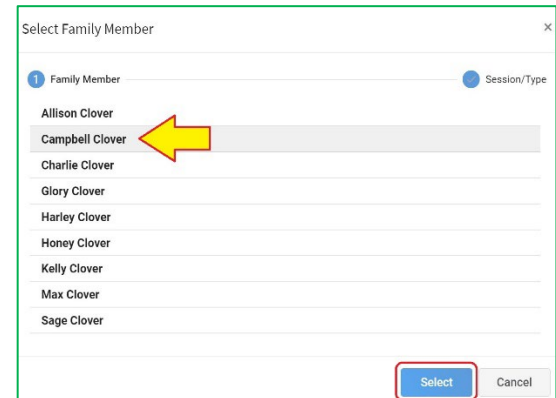 Select Family Member ×
1 Family Member Session/Type
Allison Clover
Campbell Clover
Charlie Clover
Glory Clover
Harley Clover
Honey Clover
Kelly Clover
Max Clover
Sage Clover
Select Cancel